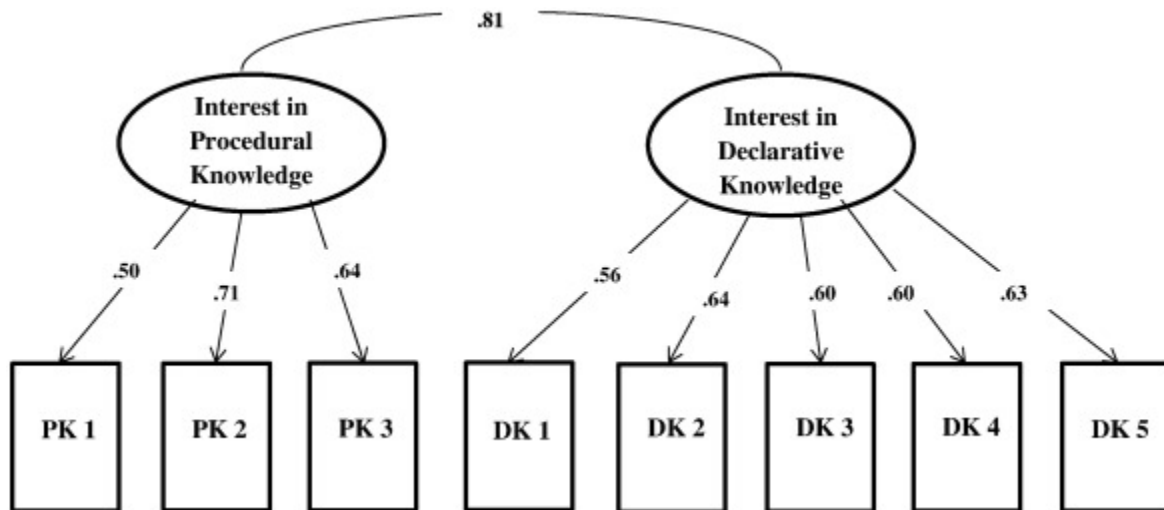 .81
Interest in
Procedural
Knowledge
Interest in
Declarative
Knowledge
.50
.71
.64
.56
.64
.60
.60
.63
PK 1
PK 2
PK 3
DK 1
DK 2
DK 3
DK 4
DK 5